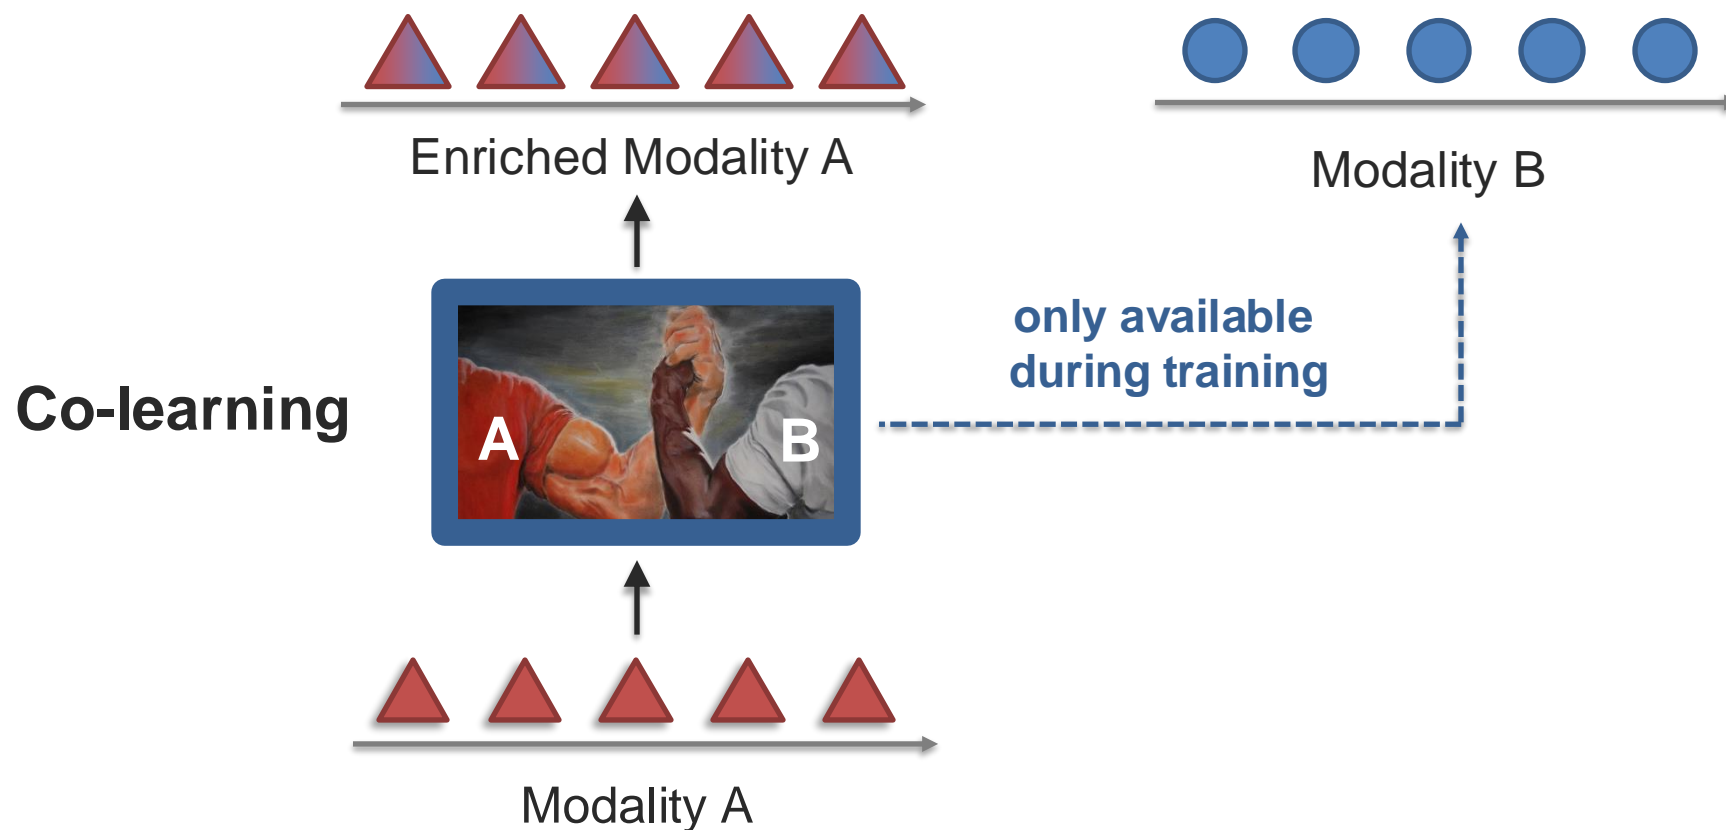 Enriched Modality A
Modality B
only available
during training
Co-learning
A
B
Modality A